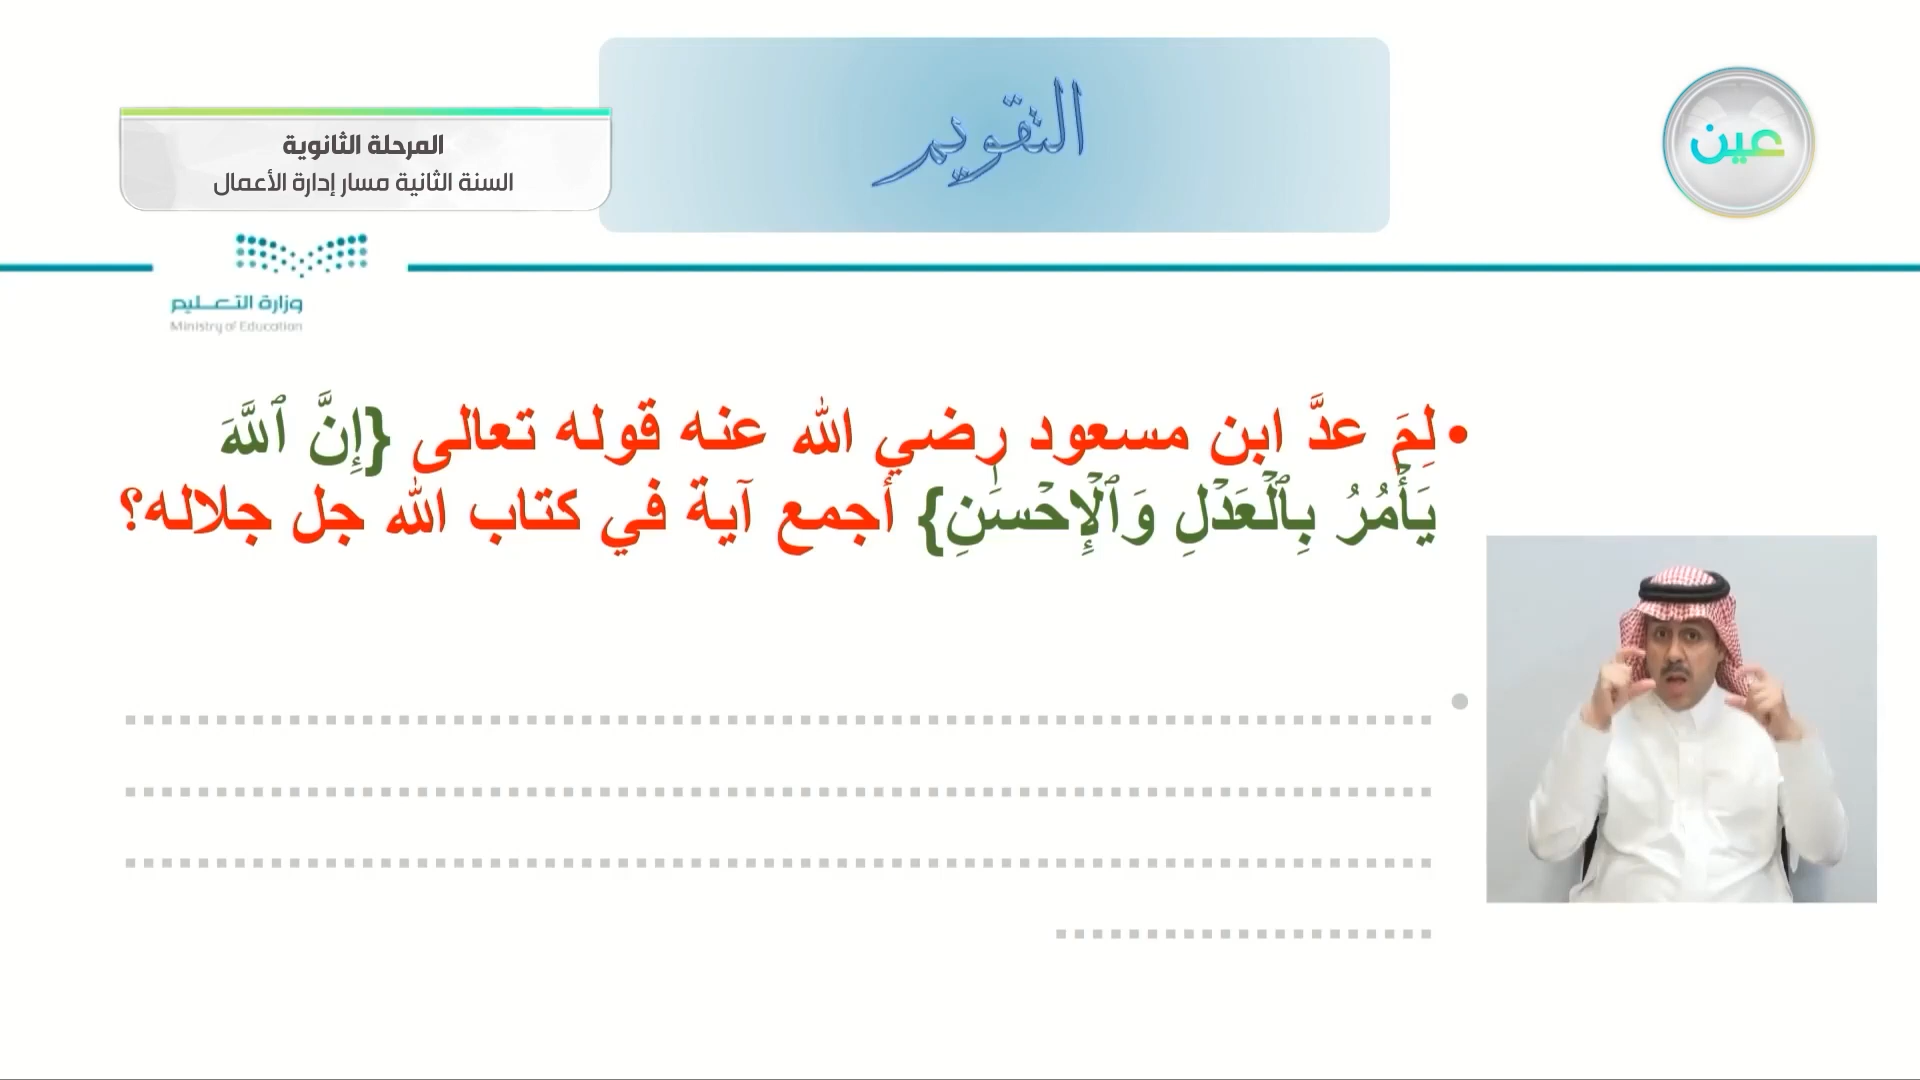 التقويم
عين
المرحلة الثانوية
السنة الثانية مسار إدارة الأعمال
وزارة التعـــليم
Ministry of Education
•لِمَ عدَّ ابن مسعود رضي الله عنه قوله تعالى {إِنَّ ٱللَّهَ
يَأۡمُرُ بِٱلۡعَدۡلِ وَٱلۡإِحۡسَٰنِ} أجمع آية في كتاب الله جل جلاله؟